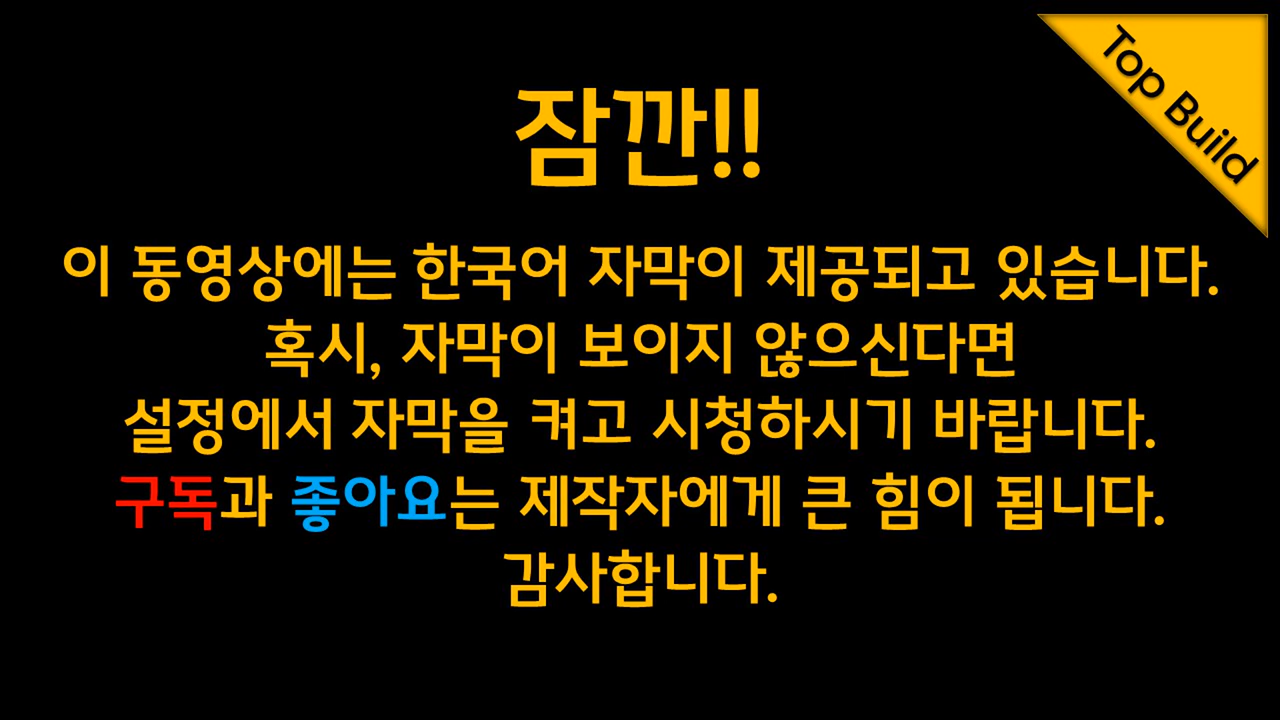 Top Build
잠깐!!
이 동영상에는 한국어 자막이 제공되고 있습니다.
혹시, 자막이 보이지 않으신다면
설정에서 자막을 켜고 시청하시기 바랍니다.
구독과 좋아요는 제작자에게 큰 힘이 됩니다.
감사합니다.